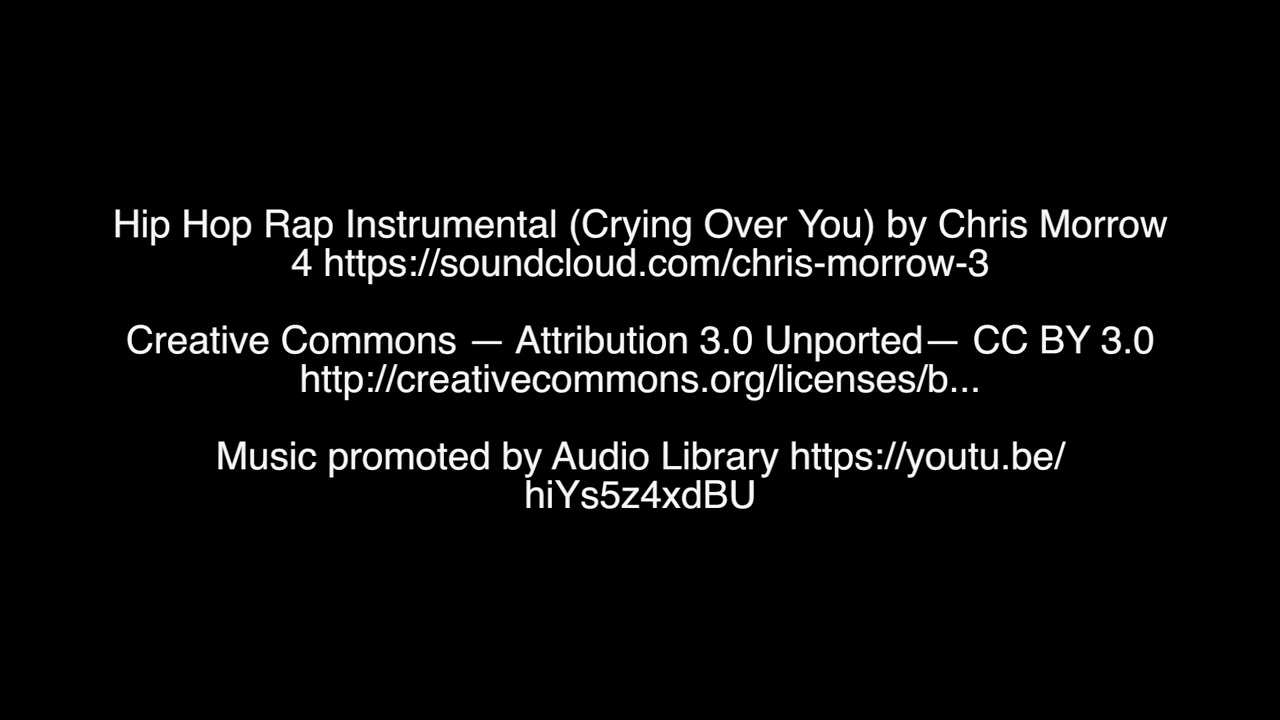 Hip Hop Rap Instrumental (Crying Over You) by Chris Morrow
4 https://soundcloud.com/chris-morrow-3
Creative Commons — Attribution 3.0 Unported— CC BY 3.0
http://creativecommons.org/licenses/b...
Music promoted by Audio Library https://youtu.be/
hiYs5z4xdBU